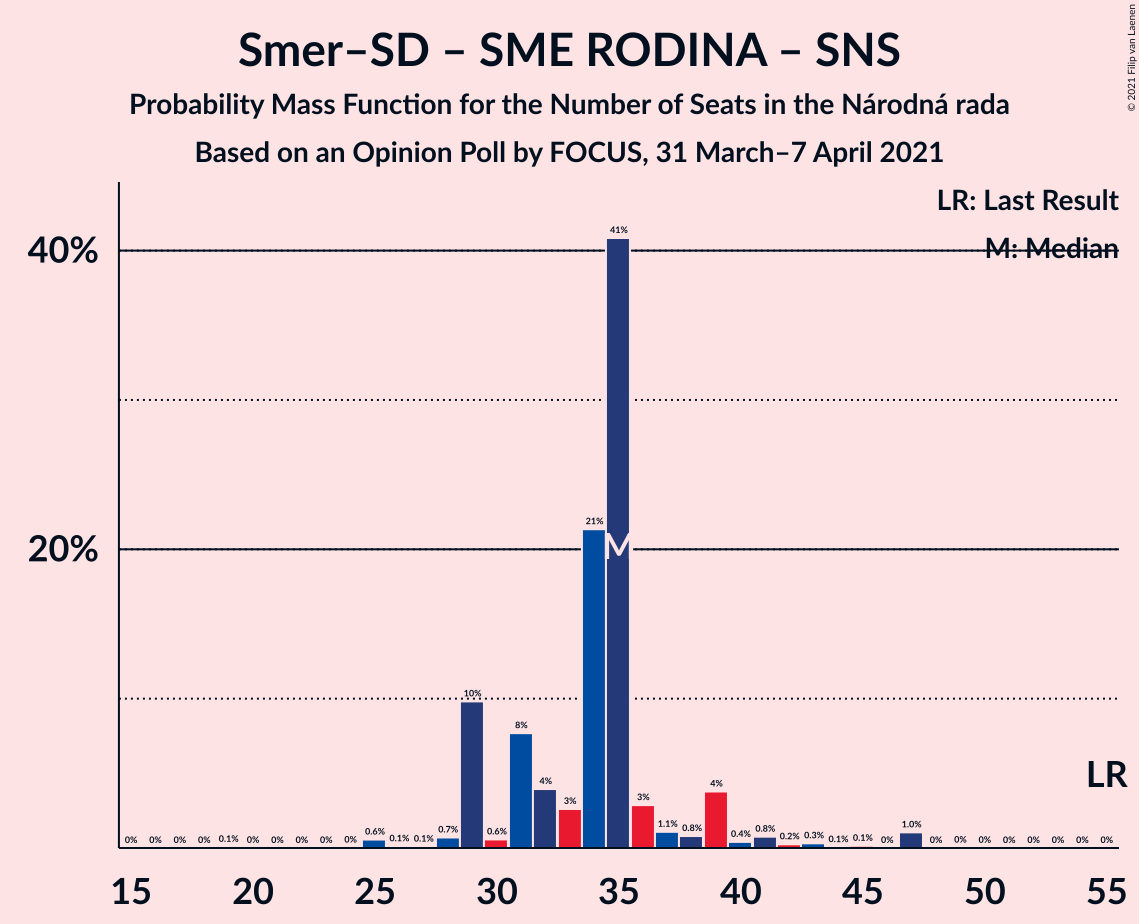 © 2021 Filip van Laenen
Smer–SD – SME RODINA – SNS
Probability Mass Function for the Number of Seats in the Národná rada
Based on an Opinion Poll by FOCUS, 31 March–7 April 2021
LR: Last Result
M: Median
40%
20%
0% 0% 0% 0% 0.1% 0% 0% 0% 0% 0% 0.6% 0.1% 0.1% 0.7% 10% 0.6% 8% 4% 3% 21% 41% 3% 1.1% 0.8% 4% 0.4% 0.8% 0.2% 0.3% 0.1% 0.1% 0% 1.0% 0% 0% 0% 0% 0% 0% 0% 0%
M
LR
15 20 25 30 35 40 45 50 55